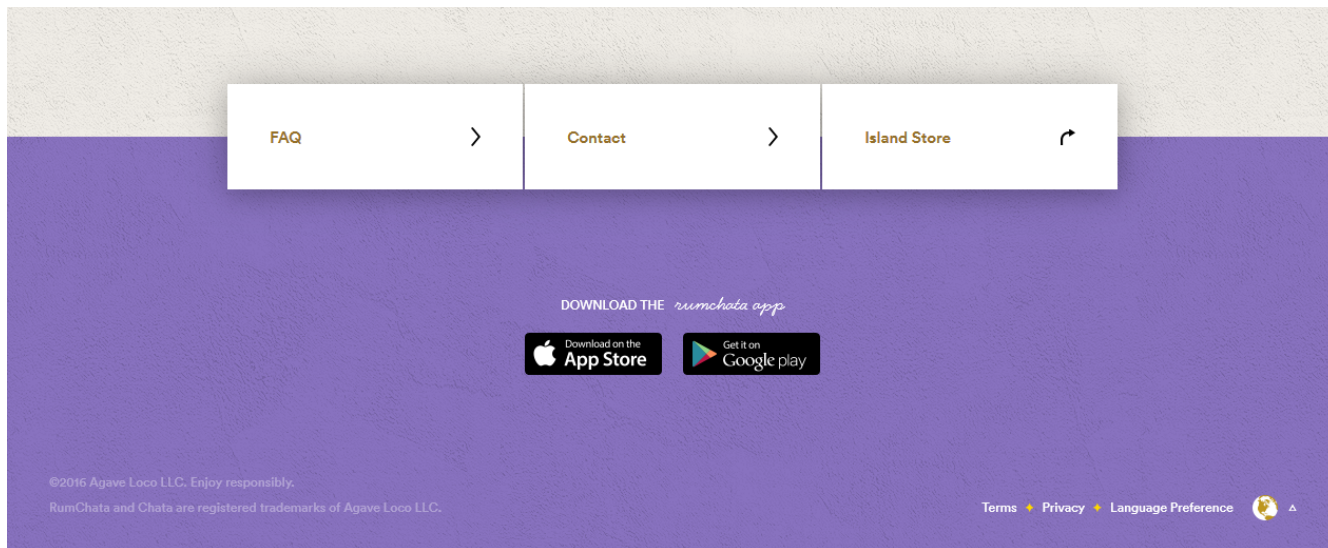 FAQ
Contact
Island Store
DOWNLOAD THE rumchata app
Download on the
App Store
Get it on
Google play
©2016 Agave Loco LLC. Enjoy responsibly.
RumChata and Chata are registered trademarks of Agave Loco LLC.
Terms ✦ Privacy ✦ Language Preference